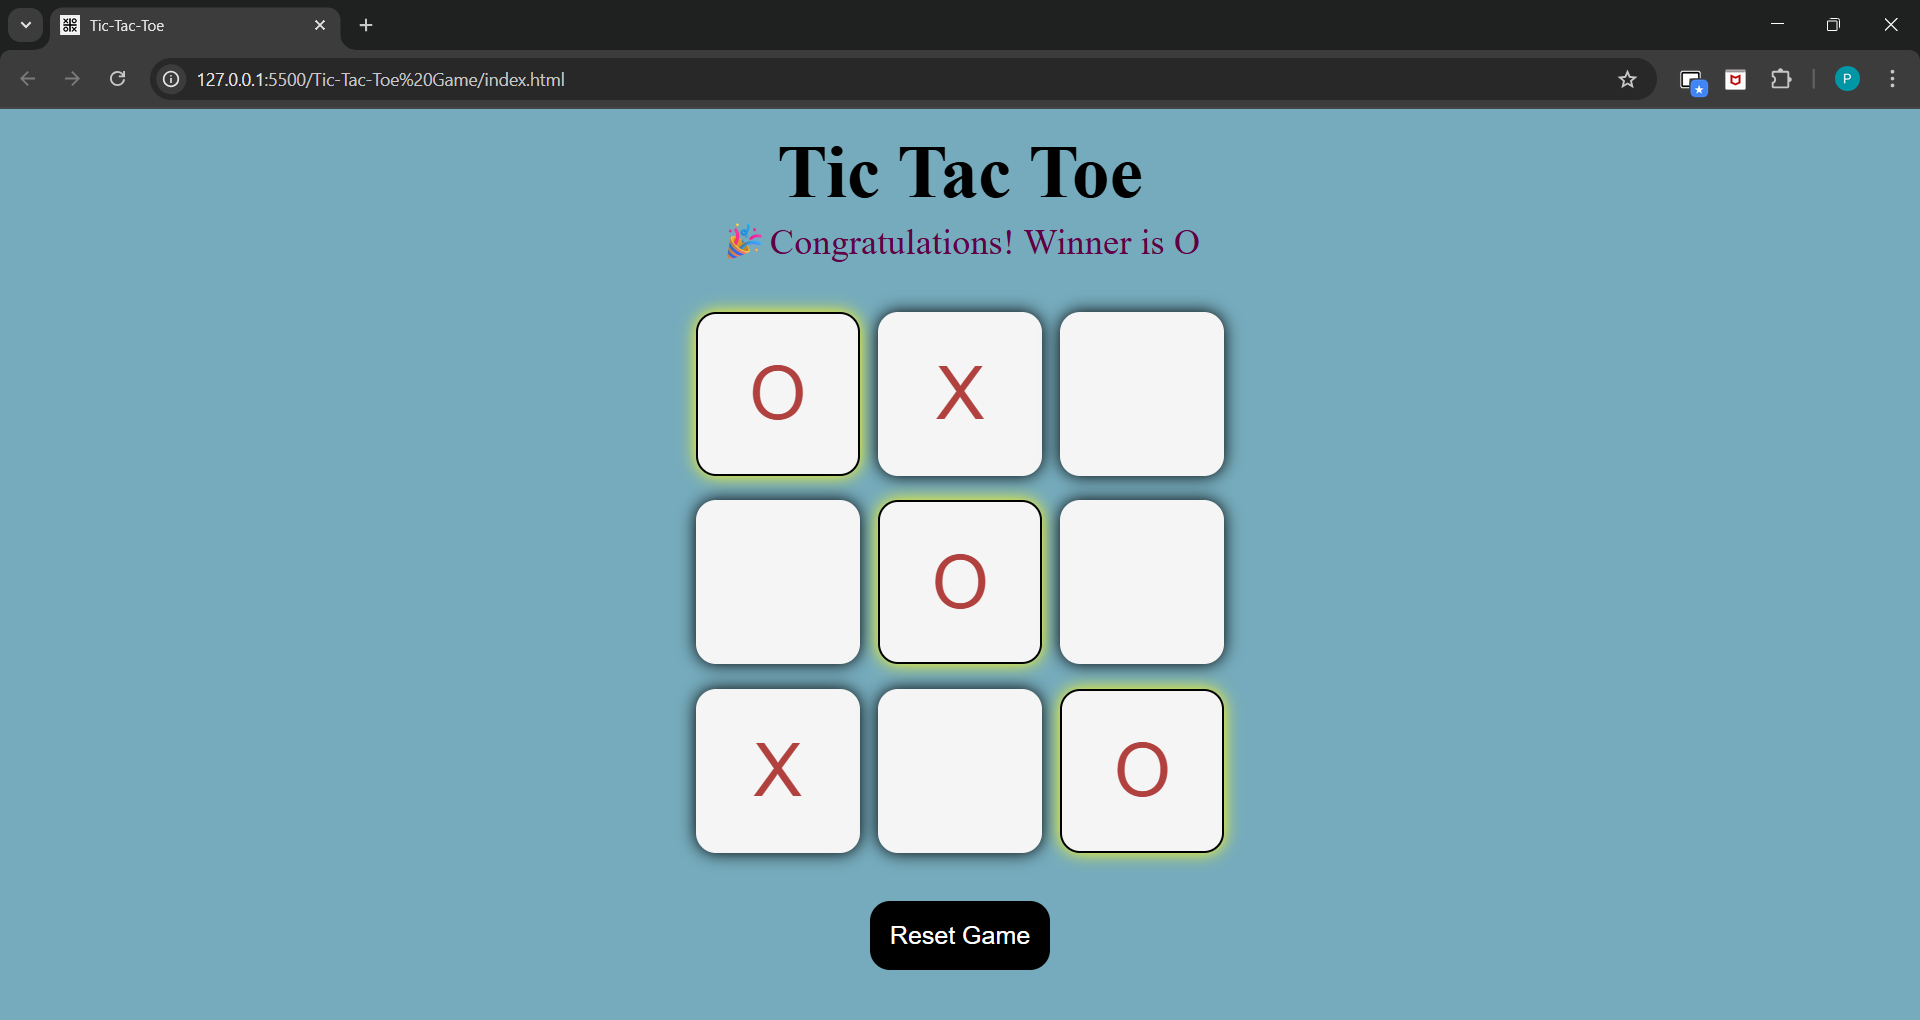 Tic-Tac-Toe
127.0.0.1:5500/Tic-Tac-Toe%20Game/index.html
P
Tic Tac Toe
🎉 Congratulations! Winner is O
O X
O
X O
Reset Game